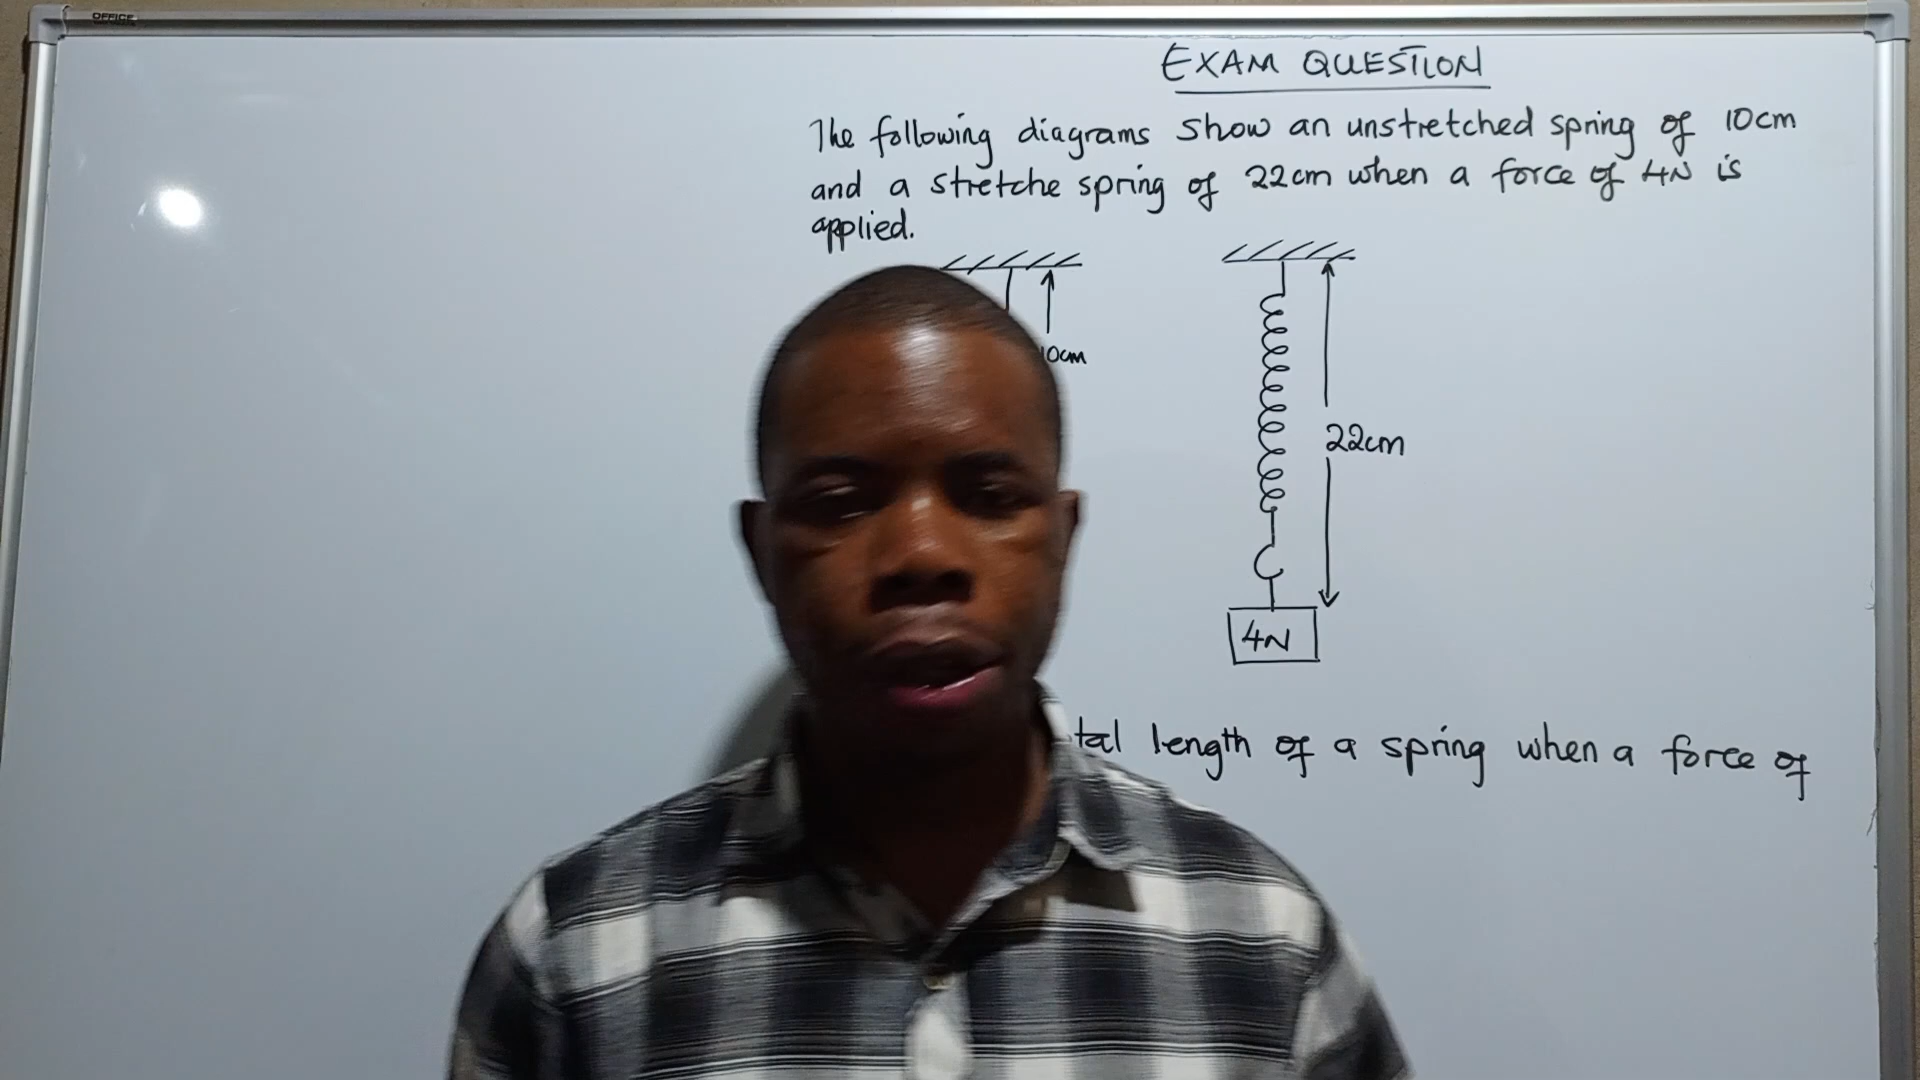 OFFICE
EXAM QUESTION
The following diagrams show an unstretched spring of 10cm
and a stretche spring of 22cm when a force of 4N is
applied.
10cm
22cm
4N
tal length of a spring when a force of